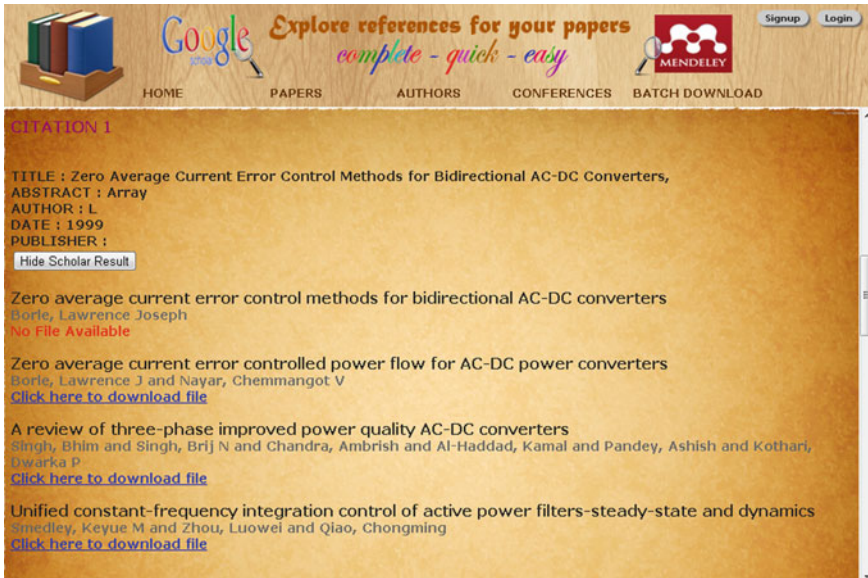 Google
scholar
Explore references for your papers
complete - quick - easy
MENDELEY
Signup
Login
HOME
PAPERS
AUTHORS
CONFERENCES
BATCH DOWNLOAD
CITATION 1
TITLE : Zero Average Current Error Control Methods for Bidirectional AC-DC Converters,
ABSTRACT : Array
AUTHOR : L
DATE : 1999
PUBLISHER :
Hide Scholar Result
Zero average current error control methods for bidirectional AC-DC converters
Borle, Lawrence Joseph
No File Available
Zero average current error controlled power flow for AC-DC power converters
Borle, Lawrence J and Nayar, Chemmangot V
Click here to download file
A review of three-phase improved power quality AC-DC converters
Singh, Bhim and Singh, Brij N and Chandra, Ambrish and Al-Haddad, Kamal and Pandey, Ashish and Kothari,
Dwarka P
Click here to download file
Unified constant-frequency integration control of active power filters-steady-state and dynamics
Smedley, Keyue M and Zhou, Luowei and Qiao, Chongming
Click here to download file